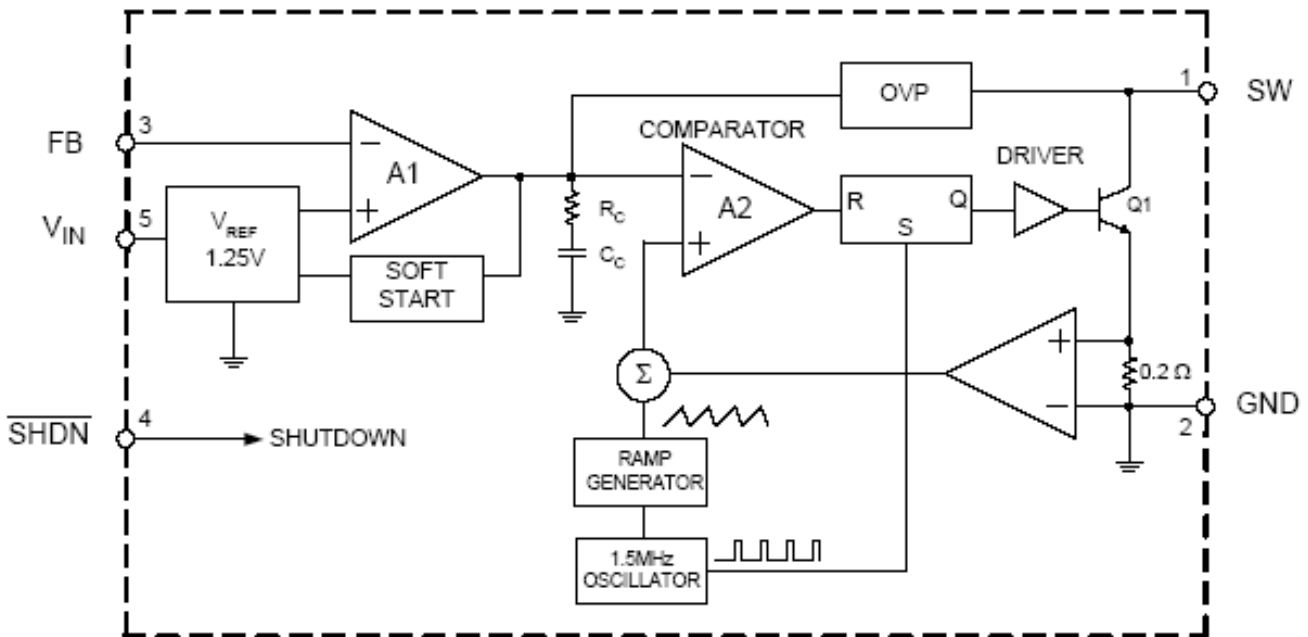 1
SW
OVP
FB
3
COMPARATOR
−
A1
+
DRIVER
−
A2
+
R
Q
S
Q1
V_IN
5
V_REF
1.25V
R_C
C_C
SOFT
START
Σ
+
−
0.2 Ω
GND
2
SHDN
4
SHUTDOWN
RAMP
GENERATOR
1.5MHz
OSCILLATOR